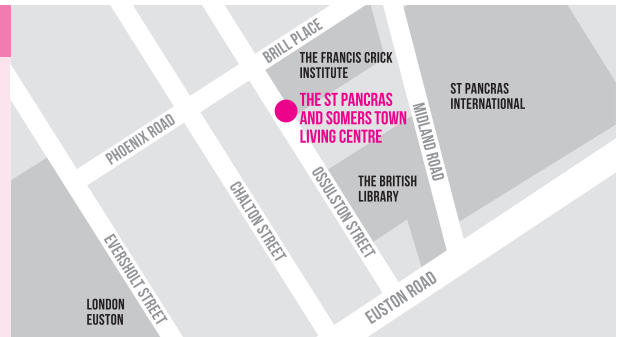 BRILL PLACE
THE FRANCIS CRICK
INSTITUTE
ST PANCRAS
INTERNATIONAL
THE ST PANCRAS
AND SOMERS TOWN
LIVING CENTRE
MIDLAND ROAD
PHOENIX ROAD
THE BRITISH
LIBRARY
OSSULSTON STREET
CHALTON STREET
EVERSHOLT STREET
EUSTON ROAD
LONDON
EUSTON